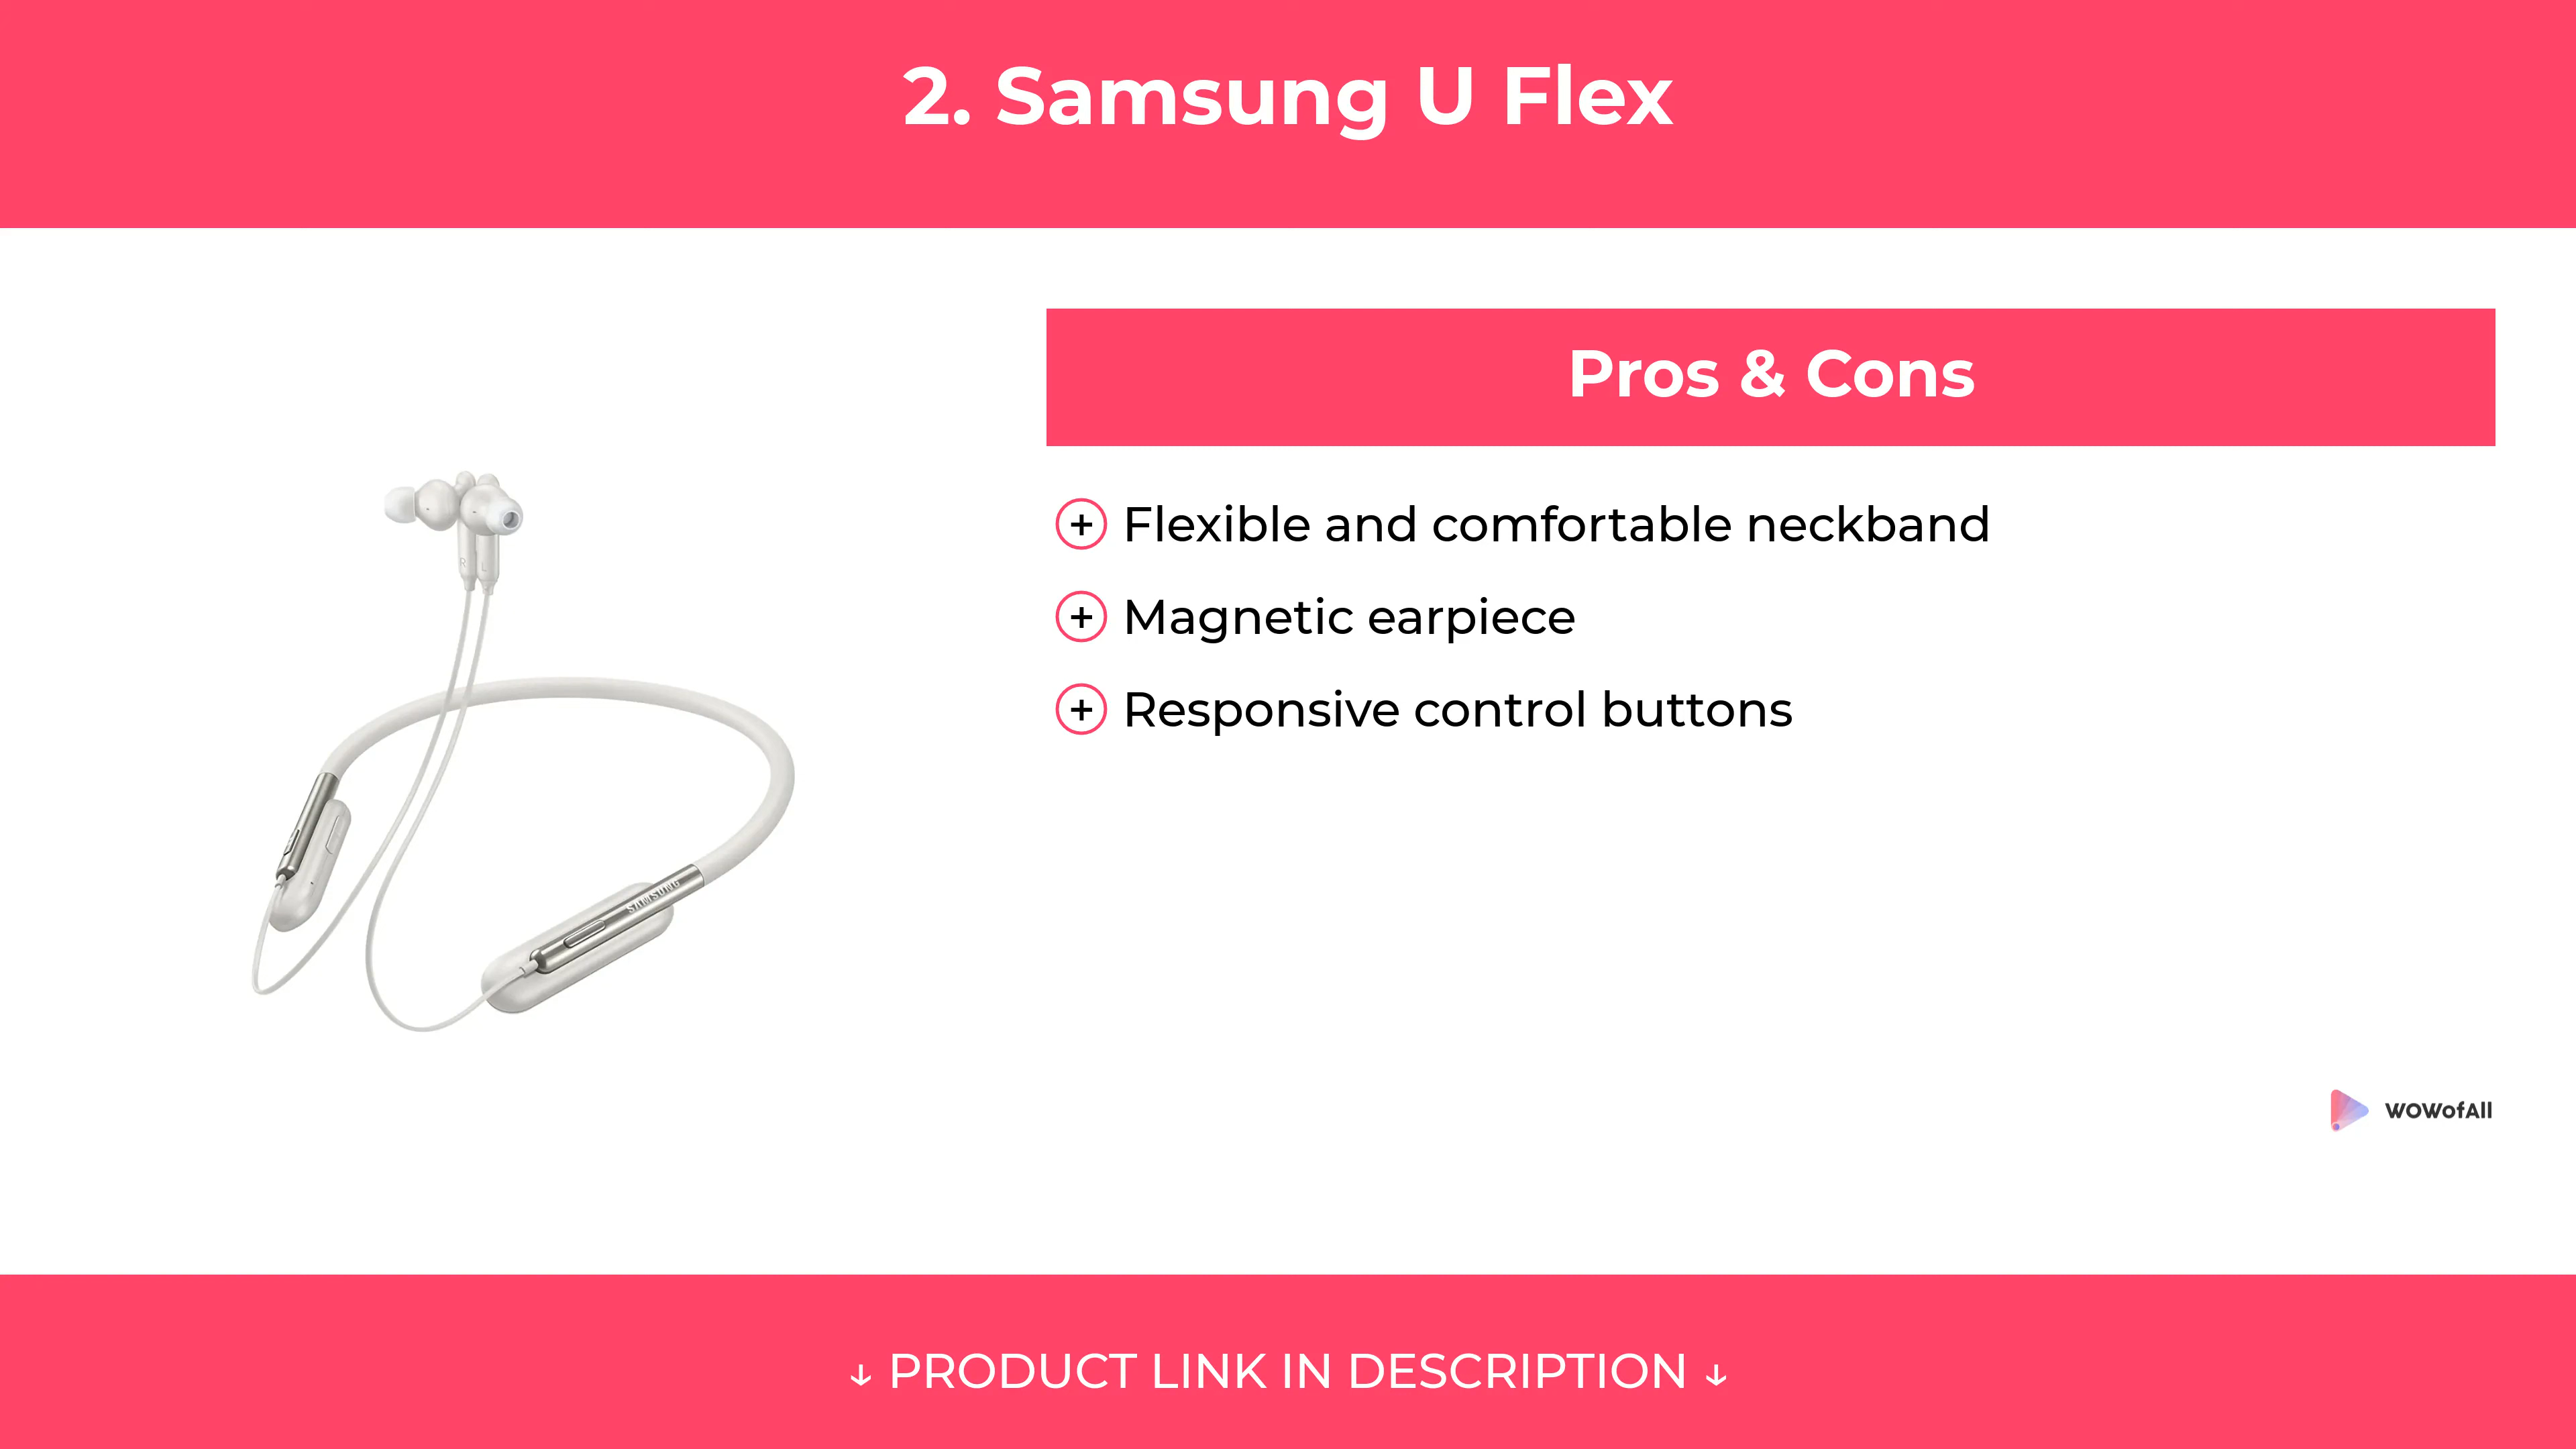 2. Samsung U Flex
Pros & Cons
+ Flexible and comfortable neckband
+ Magnetic earpiece
+ Responsive control buttons
R L
SAMSUNG
WOWofAll
↓ PRODUCT LINK IN DESCRIPTION ↓